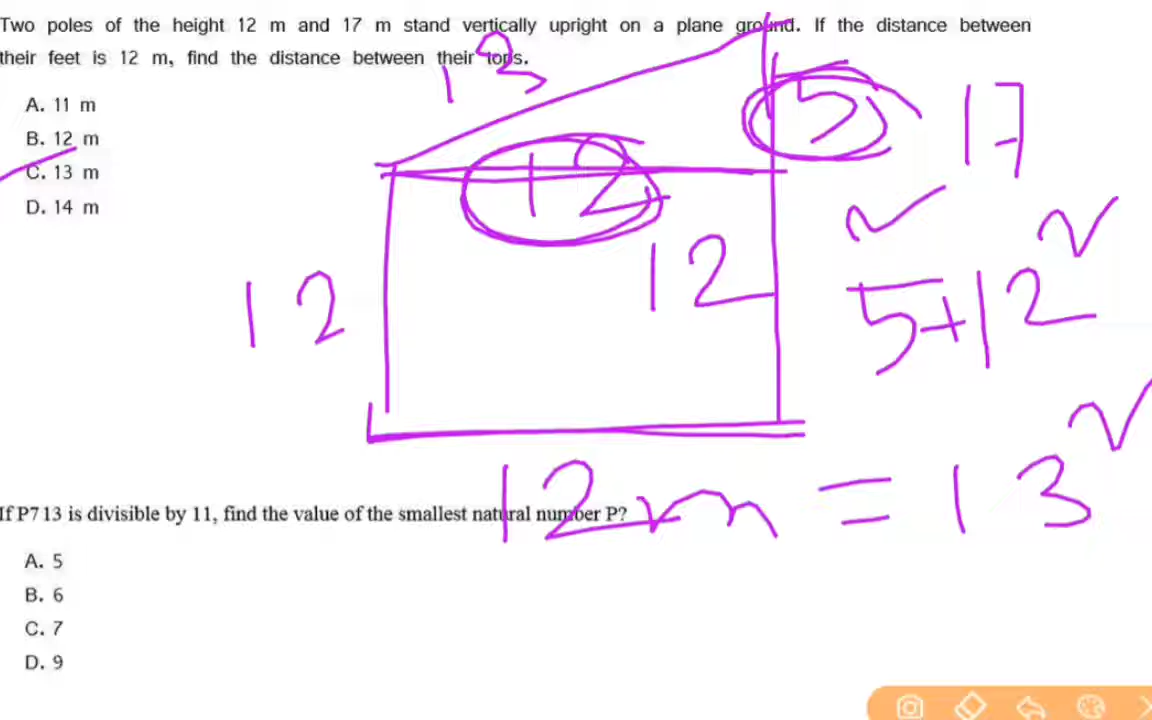 Two poles of the height 12 m and 17 m stand vertically upright on a plane ground. If the distance between
their feet is 12 m, find the distance between their tops.
A. 11 m
B. 12 m
C. 13 m
D. 14 m
13
5
17
12
12
12
5+12
12m = 13
If P713 is divisible by 11, find the value of the smallest natural number P?
A. 5
B. 6
C. 7
D. 9